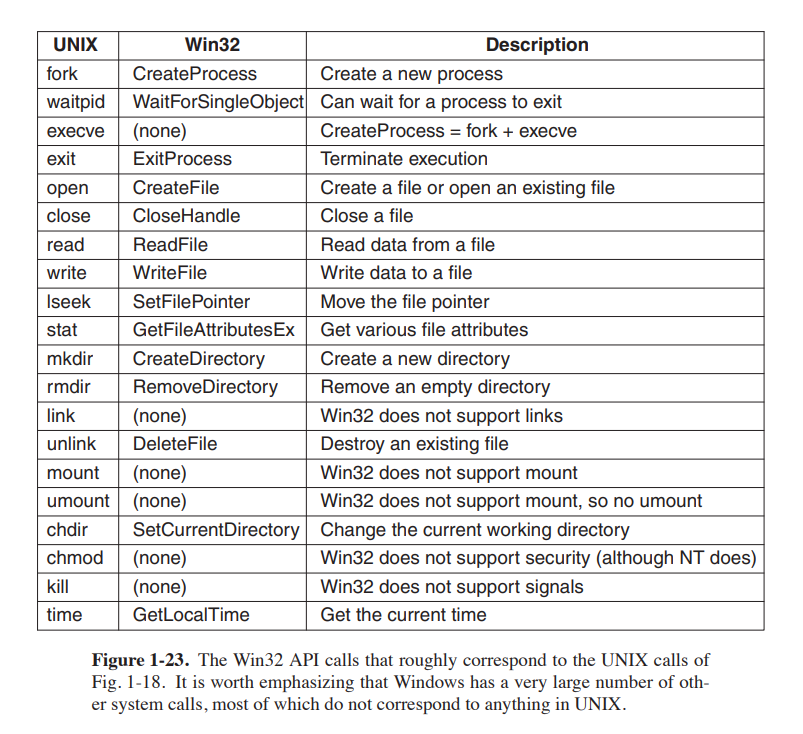 UNIX Win32 Description
fork CreateProcess Create a new process
waitpid WaitForSingleObject Can wait for a process to exit
execve (none) CreateProcess = fork + execve
exit ExitProcess Terminate execution
open CreateFile Create a file or open an existing file
close CloseHandle Close a file
read ReadFile Read data from a file
write WriteFile Write data to a file
lseek SetFilePointer Move the file pointer
stat GetFileAttributesEx Get various file attributes
mkdir CreateDirectory Create a new directory
rmdir RemoveDirectory Remove an empty directory
link (none) Win32 does not support links
unlink DeleteFile Destroy an existing file
mount (none) Win32 does not support mount
umount (none) Win32 does not support mount, so no umount
chdir SetCurrentDirectory Change the current working directory
chmod (none) Win32 does not support security (although NT does)
kill (none) Win32 does not support signals
time GetLocalTime Get the current time
Figure 1-23. The Win32 API calls that roughly correspond to the UNIX calls of
Fig. 1-18. It is worth emphasizing that Windows has a very large number of oth-
er system calls, most of which do not correspond to anything in UNIX.